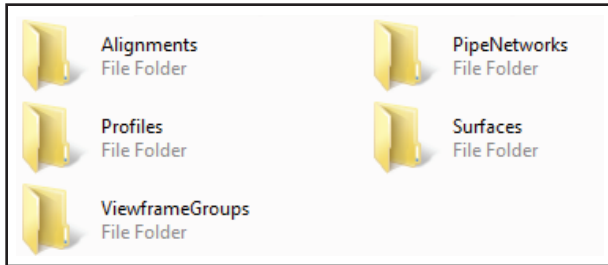 Alignments
File Folder
PipeNetworks
File Folder
Profiles
File Folder
Surfaces
File Folder
ViewframeGroups
File Folder